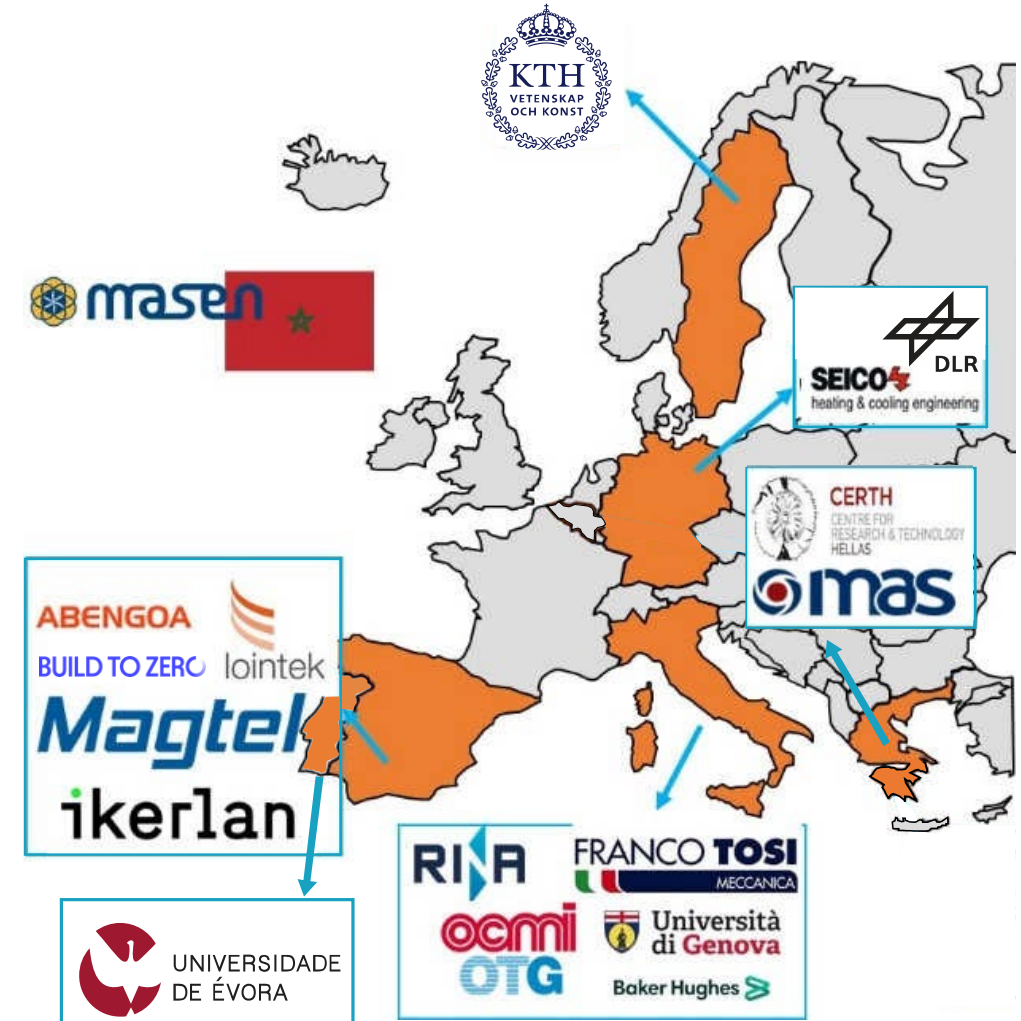 KTH
VETENSKAP
OCH KONST
masen
DLR
SEICO
heating & cooling engineering
CERTH
CENTRE FOR
RESEARCH & TECHNOLOGY
HELLAS
mas
ABENGOA
lointek
BUILD TO ZERO
Magtel
ikerlan
RINA
FRANCO TOSI
MECCANICA
ocmi
OTG
Università
di Genova
Baker Hughes
UNIVERSIDADE
DE ÉVORA